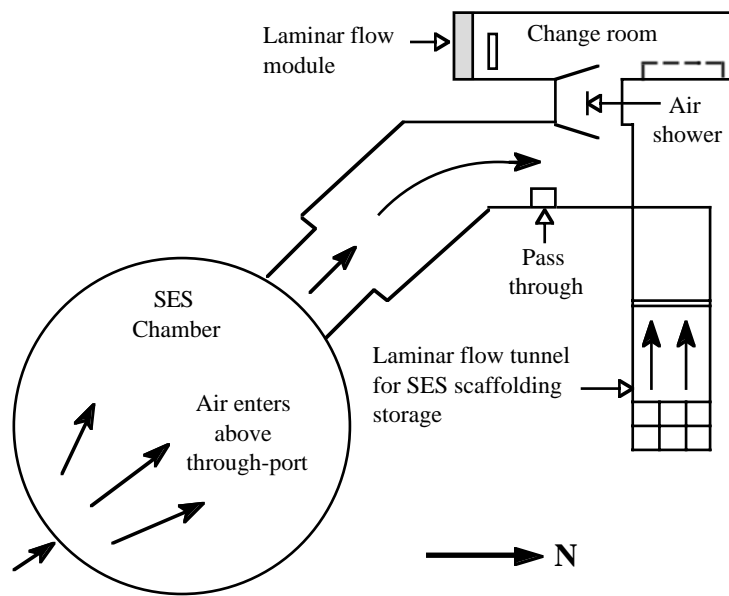 Laminar flow
module
Change room
Air
shower
Pass
through
SES
Chamber
Laminar flow tunnel
for SES scaffolding
storage
Air enters
above
through-port
N